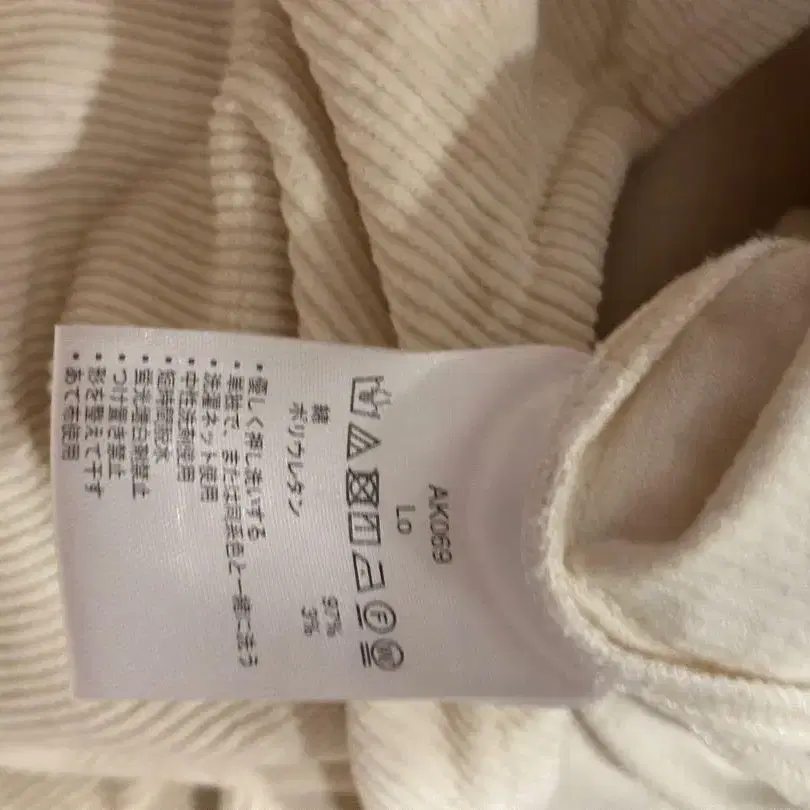 AK069
Lo
綿 97%
ポリウレタン 3%
・優しく押し洗いする
・単独で、または同系色と一緒に洗う
・洗濯ネット使用
・中性洗剤使用
・短時間脱水
・蛍光増白剤禁止
・つけ置き禁止
・形を整えて干す
・あて布使用